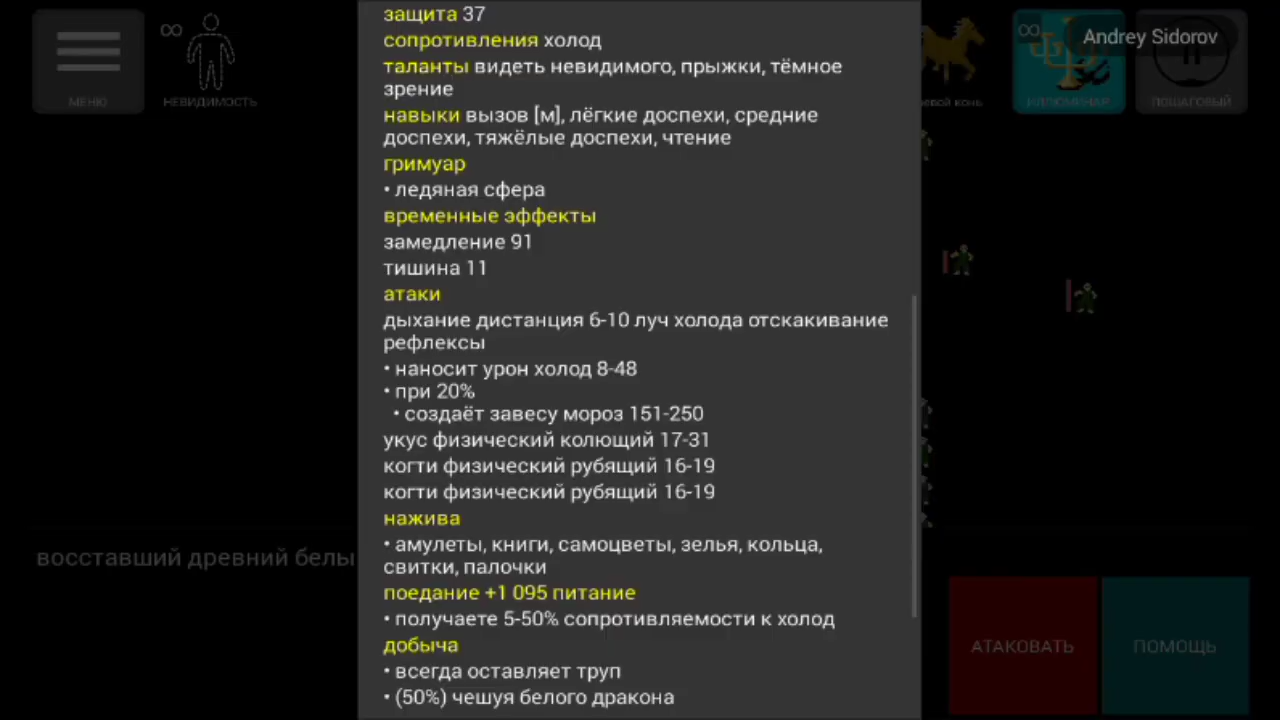 защита 37
сопротивления холод
таланты видеть невидимого, прыжки, тёмное
зрение
навыки вызов [м], лёгкие доспехи, средние
доспехи, тяжёлые доспехи, чтение
гримуар
• ледяная сфера
временные эффекты
замедление 91
тишина 11
атаки
дыхание дистанция 6-10 луч холода отскакивание
рефлексы
• наносит урон холод 8-48
• при 20%
• создаёт завесу мороз 151-250
укус физический колющий 17-31
когти физический рубящий 16-19
когти физический рубящий 16-19
нажива
• амулеты, книги, самоцветы, зелья, кольца,
свитки, палочки
поедание +1 095 питание
• получаете 5-50% сопротивляемости к холод
добыча
• всегда оставляет труп
• (50%) чешуя белого дракона
МЕНЮ
∞
НЕВИДИМОСТЬ
евой конь
∞
ИЛЛЮМИНАР
Andrey Sidorov
ПОШАГОВЫЙ
восставший древний белы
АТАКОВАТЬ
ПОМОЩЬ